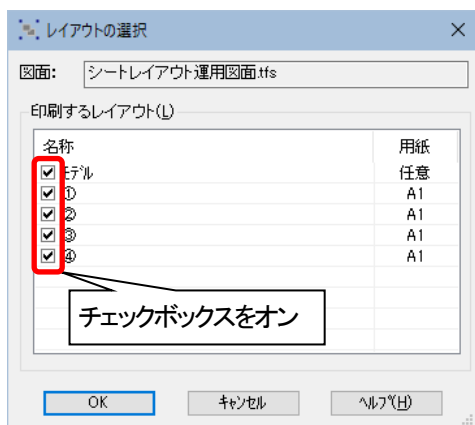 レイアウトの選択
図面: シートレイアウト運用図面.tfs
印刷するレイアウト(L)
名称 用紙
モデル 任意
① A1
② A1
③ A1
④ A1
チェックボックスをオン
OK キャンセル ヘルプ(H)